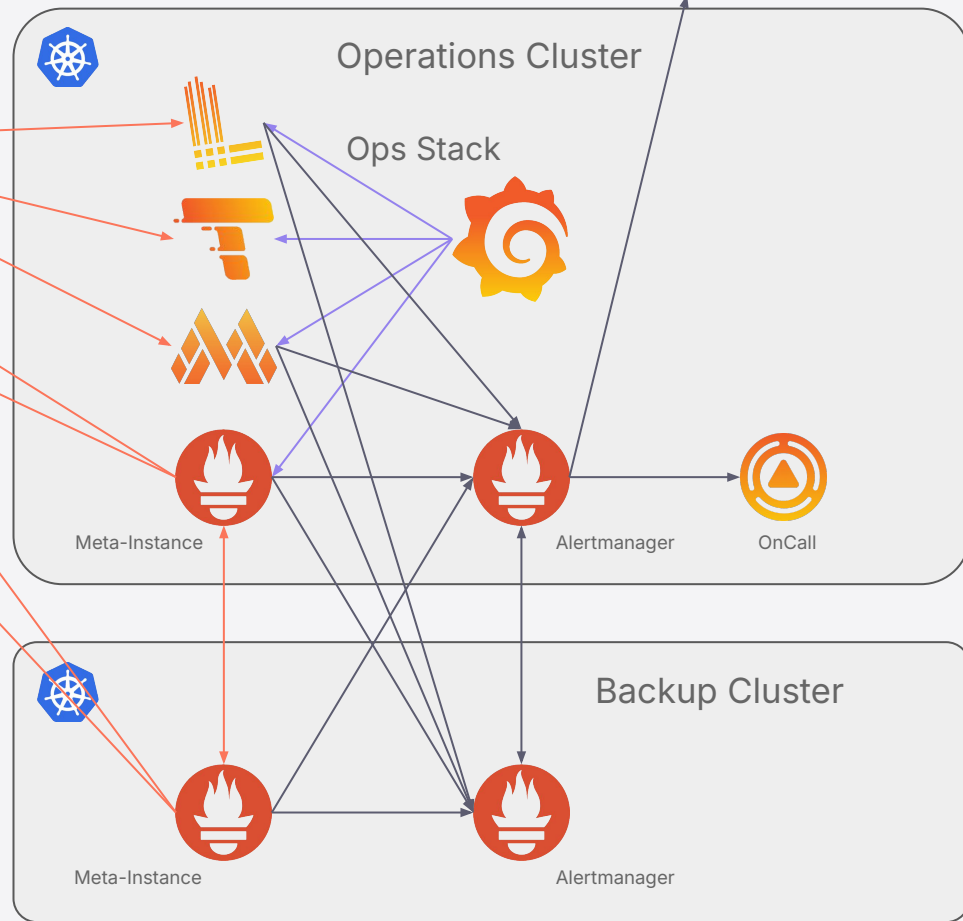 Operations Cluster
Ops Stack
Meta-Instance
Alertmanager
OnCall
Backup Cluster
Meta-Instance
Alertmanager